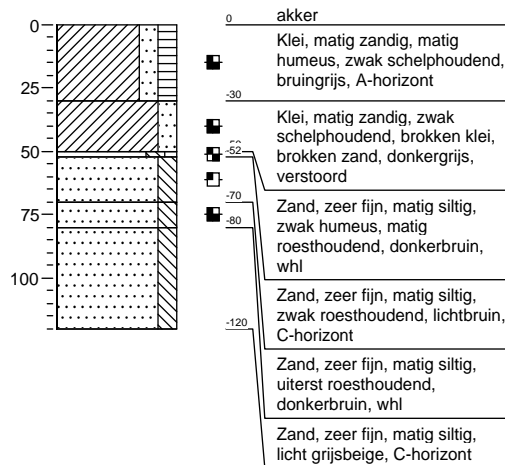 0
25
50
75
100
0
-30
-52
-70
-80
-120
akker
Klei, matig zandig, matig
humeus, zwak schelphoudend,
bruingrijs, A-horizont
Klei, matig zandig, zwak
schelphoudend, brokken klei,
brokken zand, donkergrijs,
verstoord
Zand, zeer fijn, matig siltig,
zwak humeus, matig
roesthoudend, donkerbruin,
whl
Zand, zeer fijn, matig siltig,
zwak roesthoudend, lichtbruin,
C-horizont
Zand, zeer fijn, matig siltig,
uiterst roesthoudend,
donkerbruin, whl
Zand, zeer fijn, matig siltig,
licht grijsbeige, C-horizont